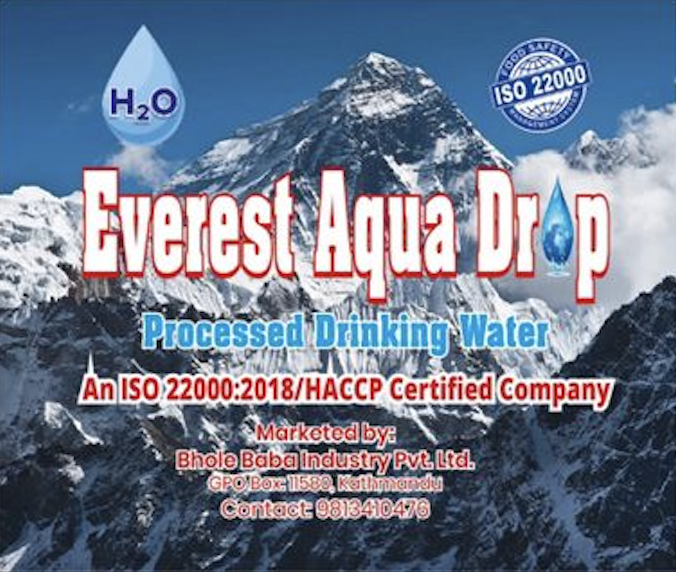 H₂O
FOOD SAFETY
ISO 22000
MANAGEMENT SYSTEM
Everest Aqua Drop
Processed Drinking Water
An ISO 22000:2018/HACCP Certified Company
Marketed by:
Bhole Baba Industry Pvt. Ltd.
GPO Box: 11580, Kathmandu
Contact: 9813410476